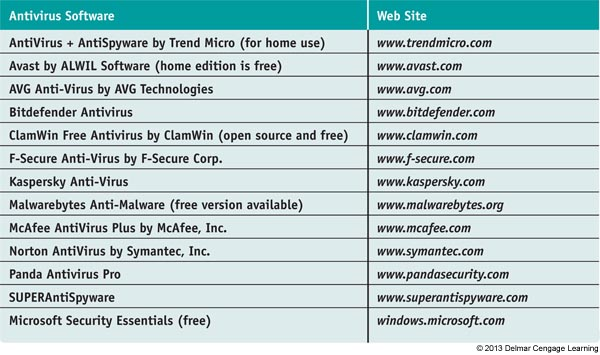 Antivirus Software Web Site
AntiVirus + AntiSpyware by Trend Micro (for home use) www.trendmicro.com
Avast by ALWIL Software (home edition is free) www.avast.com
AVG Anti-Virus by AVG Technologies www.avg.com
Bitdefender Antivirus www.bitdefender.com
ClamWin Free Antivirus by ClamWin (open source and free) www.clamwin.com
F-Secure Anti-Virus by F-Secure Corp. www.f-secure.com
Kaspersky Anti-Virus www.kaspersky.com
Malwarebytes Anti-Malware (free version available) www.malwarebytes.org
McAfee AntiVirus Plus by McAfee, Inc. www.mcafee.com
Norton AntiVirus by Symantec, Inc. www.symantec.com
Panda Antivirus Pro www.pandasecurity.com
SUPERAntiSpyware www.superantispyware.com
Microsoft Security Essentials (free) windows.microsoft.com
© 2013 Delmar Cengage Learning